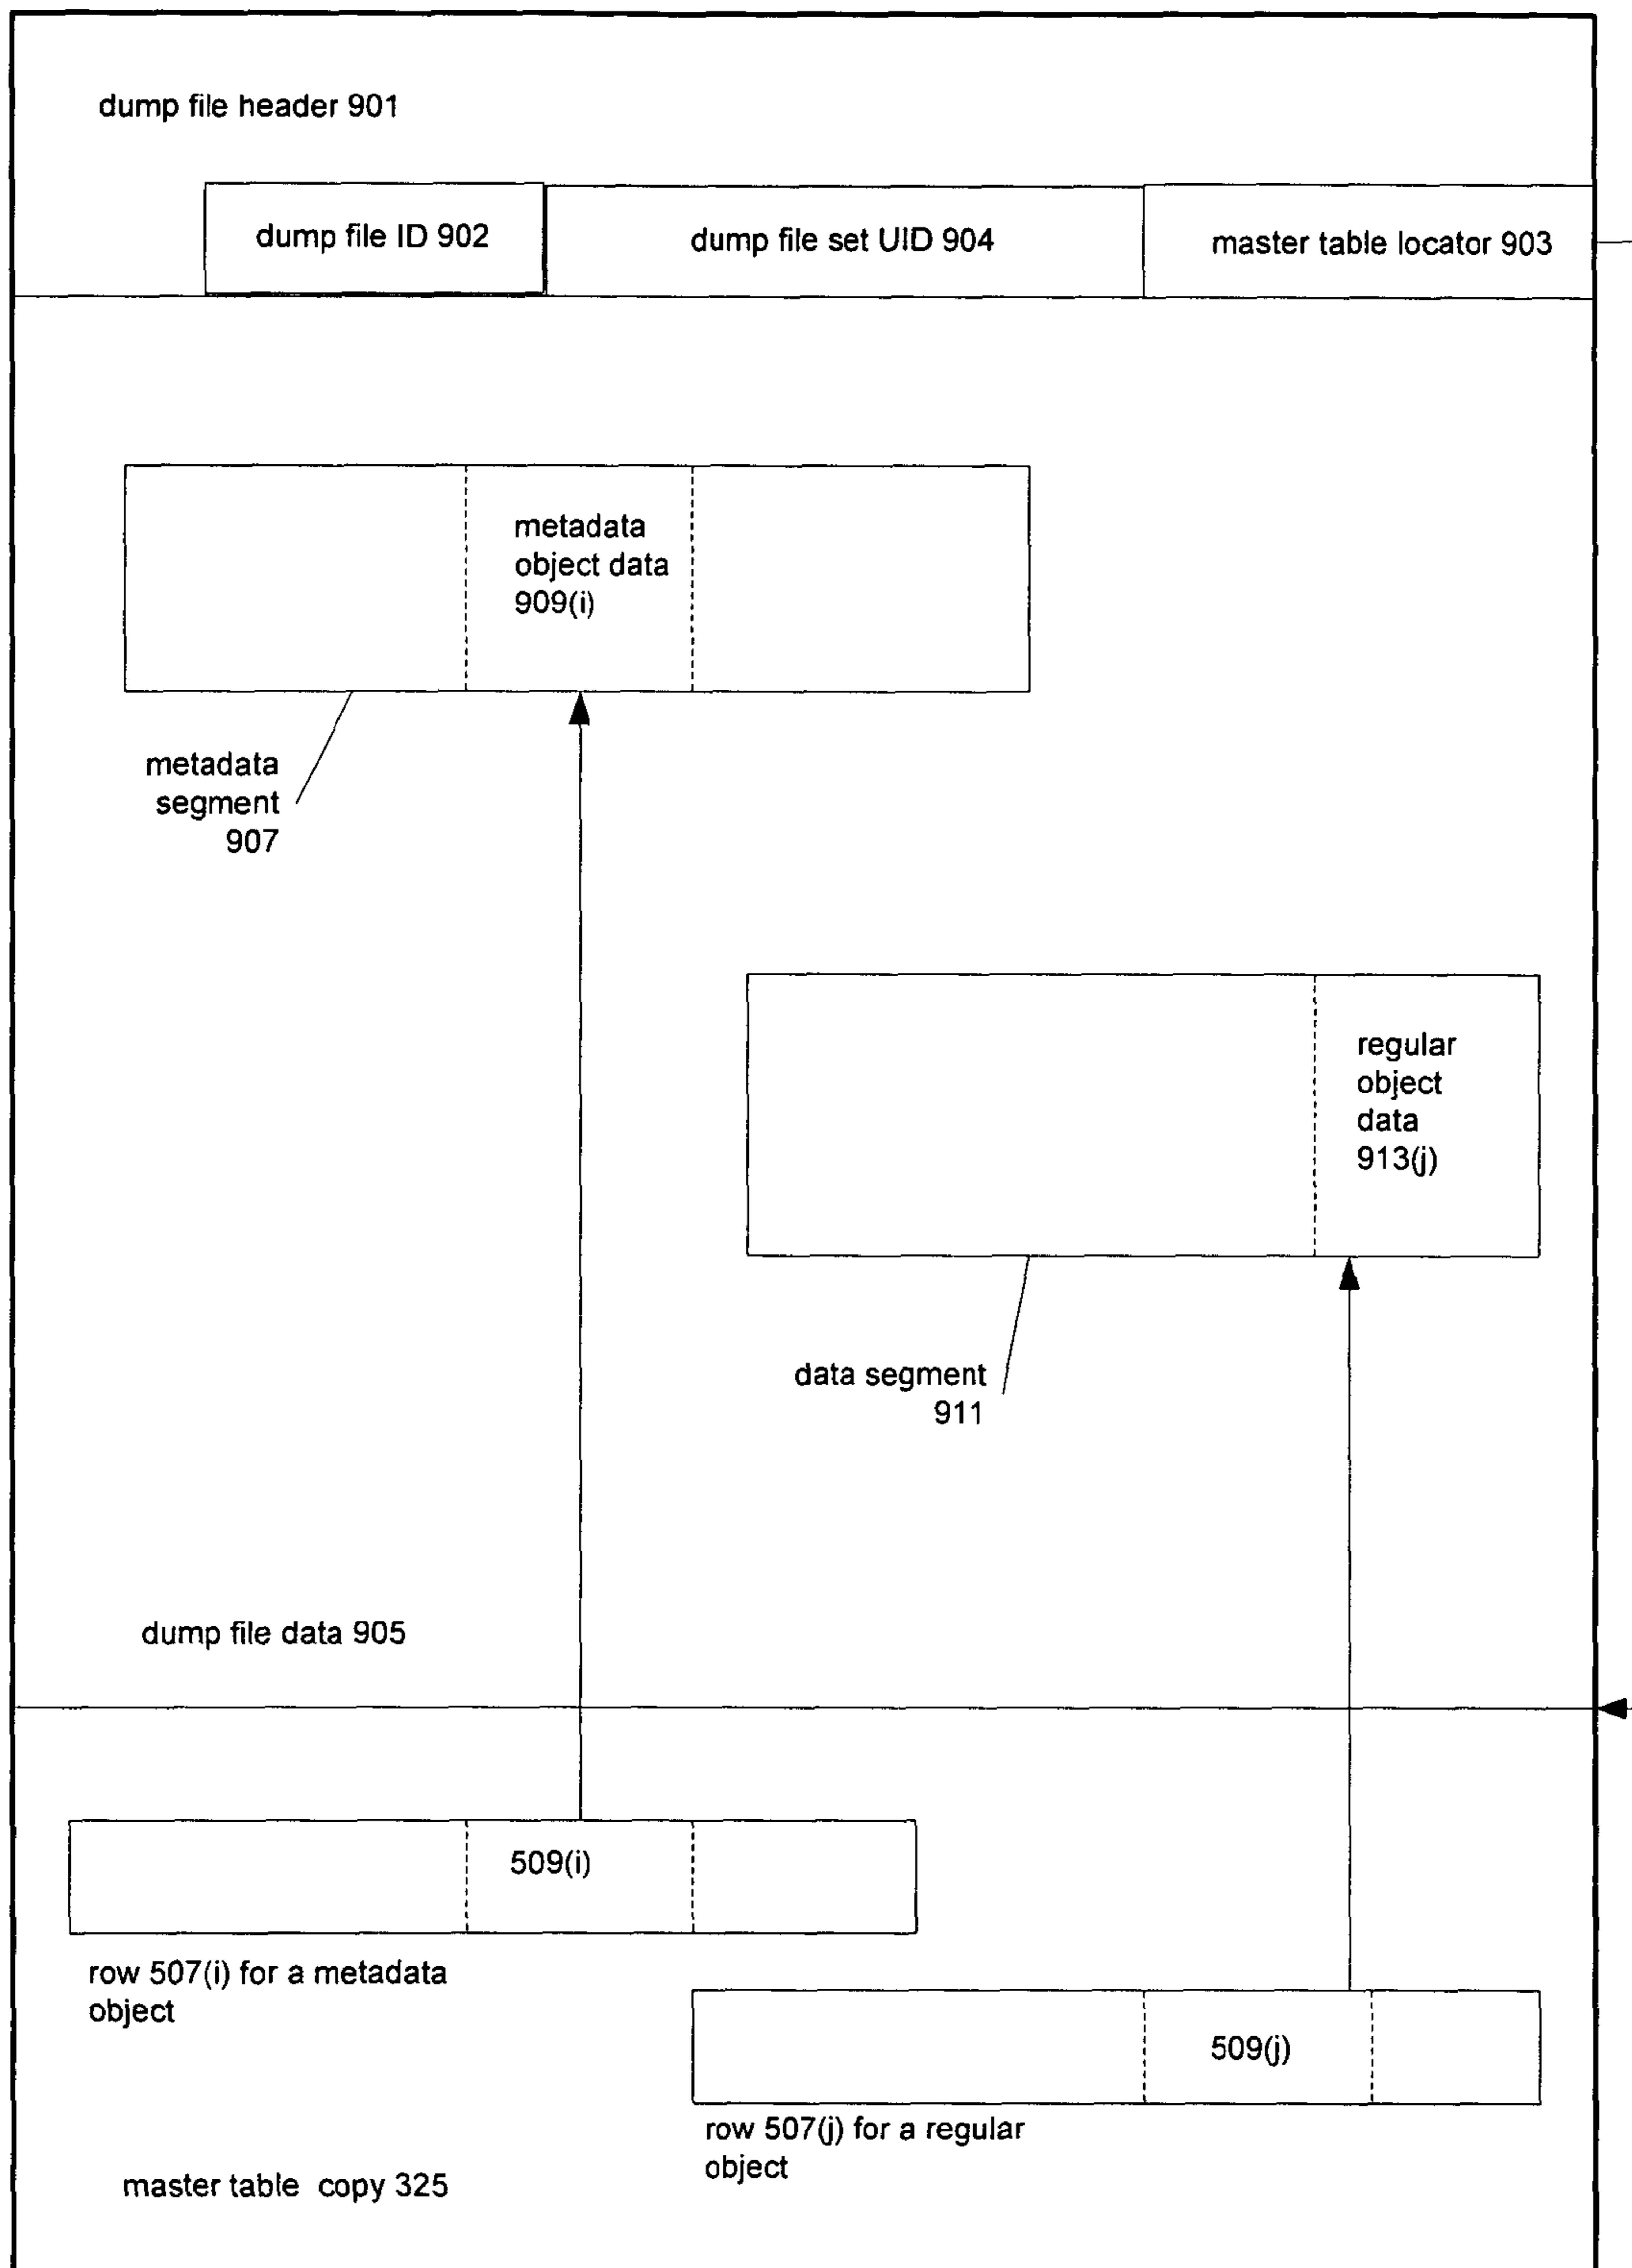 dump file header 901
dump file ID 902
dump file set UID 904
master table locator 903
metadata
object data
909(i)
metadata
segment
907
regular
object
data
913(j)
data segment
911
dump file data 905
509(i)
row 507(i) for a metadata
object
509(j)
row 507(j) for a regular
object
master table copy 325